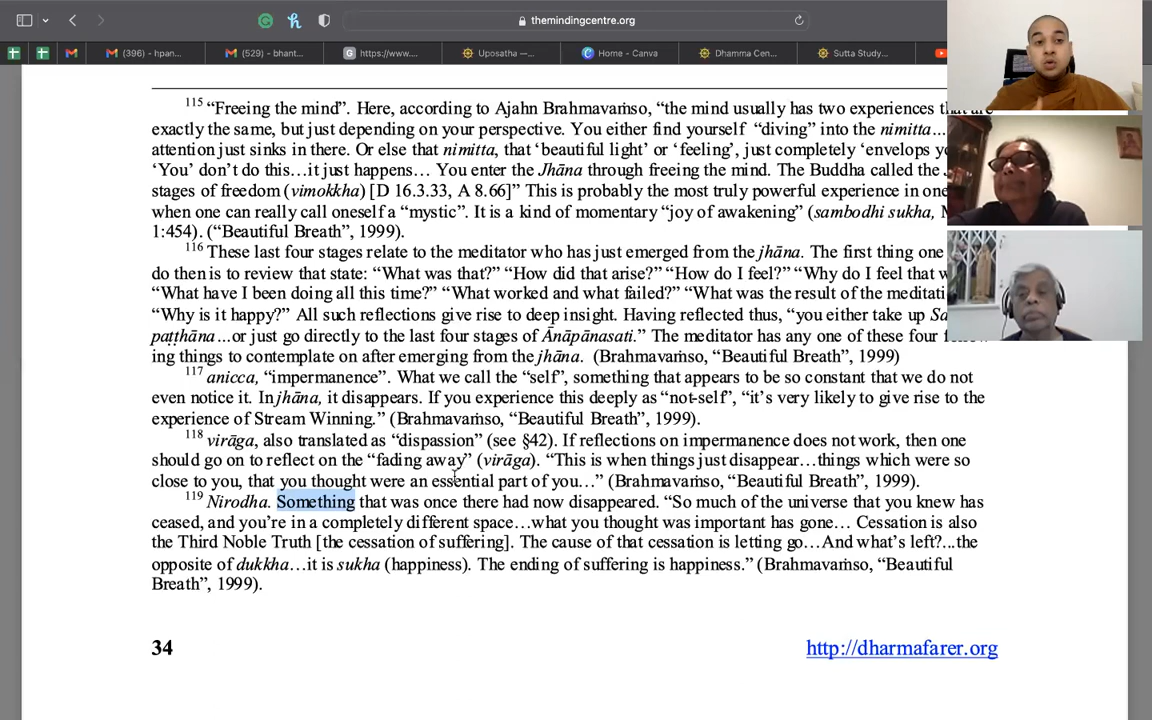 themindingcentre.org
(396) – hpan...
(529) – bhant...
https://www....
Uposatha —...
Home – Canva
Dhamma Cen...
Sutta Study...
115 “Freeing the mind”. Here, according to Ajahn Brahmavaṁso, “the mind usually has two experiences that are
exactly the same, but just depending on your perspective. You either find yourself “diving” into the nimitta…
attention just sinks in there. Or else that nimitta, that ‘beautiful light’ or ‘feeling’, just completely ‘envelops
‘You’ don’t do this…it just happens… You enter the Jhāna through freeing the mind. The Buddha called the
stages of freedom (vimokkha) [D 16.3.33, A 8.66]” This is probably the most truly powerful experience in one
when one can really call oneself a “mystic”. It is a kind of momentary “joy of awakening” (sambodhi sukha,
1:454). (“Beautiful Breath”, 1999).
116 These last four stages relate to the meditator who has just emerged from the jhāna. The first thing one
do then is to review that state: “What was that?” “How did that arise?” “How do I feel?” “Why do I feel that
“What have I been doing all this time?” “What worked and what failed?” “What was the result of the
“Why is it happy?” All such reflections give rise to deep insight. Having reflected thus, “you either take up
paṭṭhāna…or just go directly to the last four stages of Ānāpānasati.” The meditator has any one of these four
ing things to contemplate on after emerging from the jhāna. (Brahmavaṁso, “Beautiful Breath”, 1999)
117 anicca, “impermanence”. What we call the “self”, something that appears to be so constant that we do not
even notice it. In jhāna, it disappears. If you experience this deeply as “not-self”, “it’s very likely to give rise to the
experience of Stream Winning.” (Brahmavaṁso, “Beautiful Breath”, 1999).
118 virāga, also translated as “dispassion” (see §42). If reflections on impermanence does not work, then one
should go on to reflect on the “fading away” (virāga). “This is when things just disappear…things which were so
close to you, that you thought were an essential part of you…” (Brahmavaṁso, “Beautiful Breath”, 1999).
119 Nirodha. Something that was once there had now disappeared. “So much of the universe that you knew has
ceased, and you’re in a completely different space…what you thought was important has gone… Cessation is also
the Third Noble Truth [the cessation of suffering]. The cause of that cessation is letting go…And what’s left?...the
opposite of dukkha…it is sukha (happiness). The ending of suffering is happiness.” (Brahmavaṁso, “Beautiful
Breath”, 1999).
34
http://dharmafarer.org